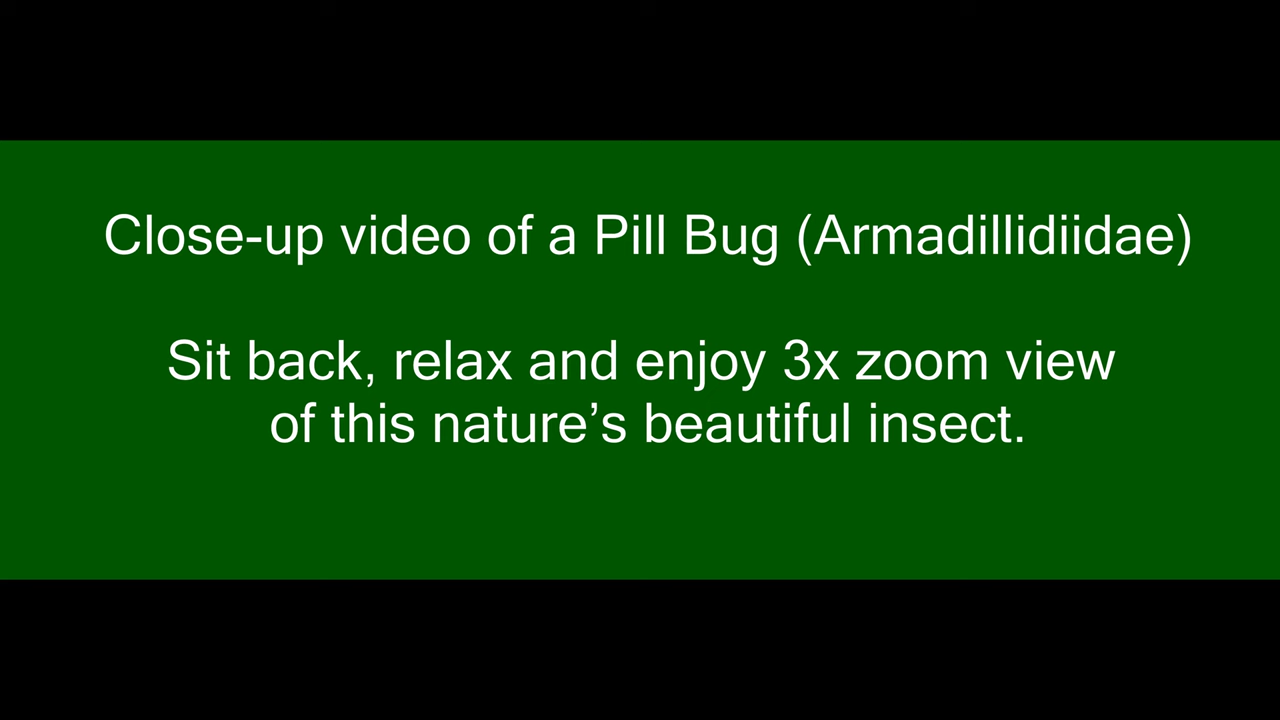 Close-up video of a Pill Bug (Armadillidiidae)
Sit back, relax and enjoy 3x zoom view
of this nature’s beautiful insect.